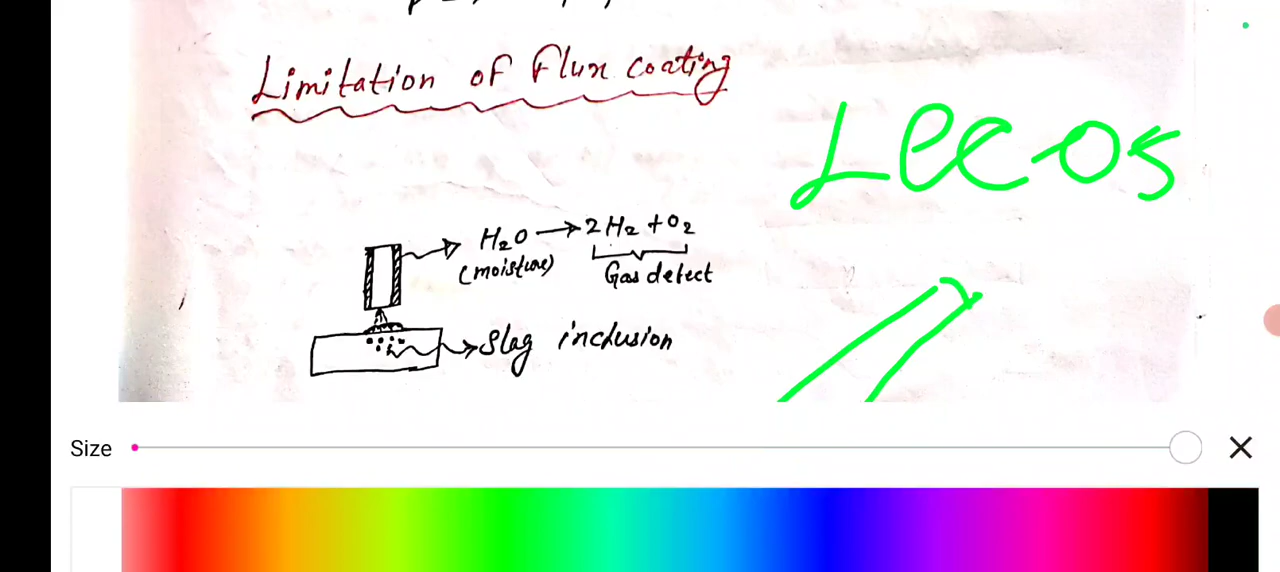 Limitation of flux coating
LecOs
H₂O → 2H₂ + O₂
(moisture)
Gas defect
Slag inclusion
Size